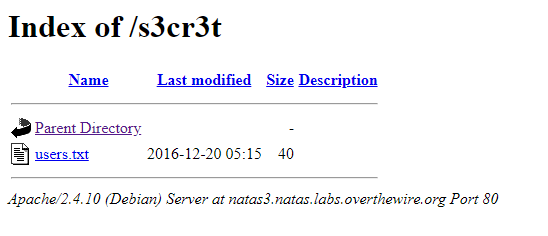 Index of /s3cr3t
Name Last modified Size Description
Parent Directory -
users.txt 2016-12-20 05:15 40
Apache/2.4.10 (Debian) Server at natas3.natas.labs.overthewire.org Port 80